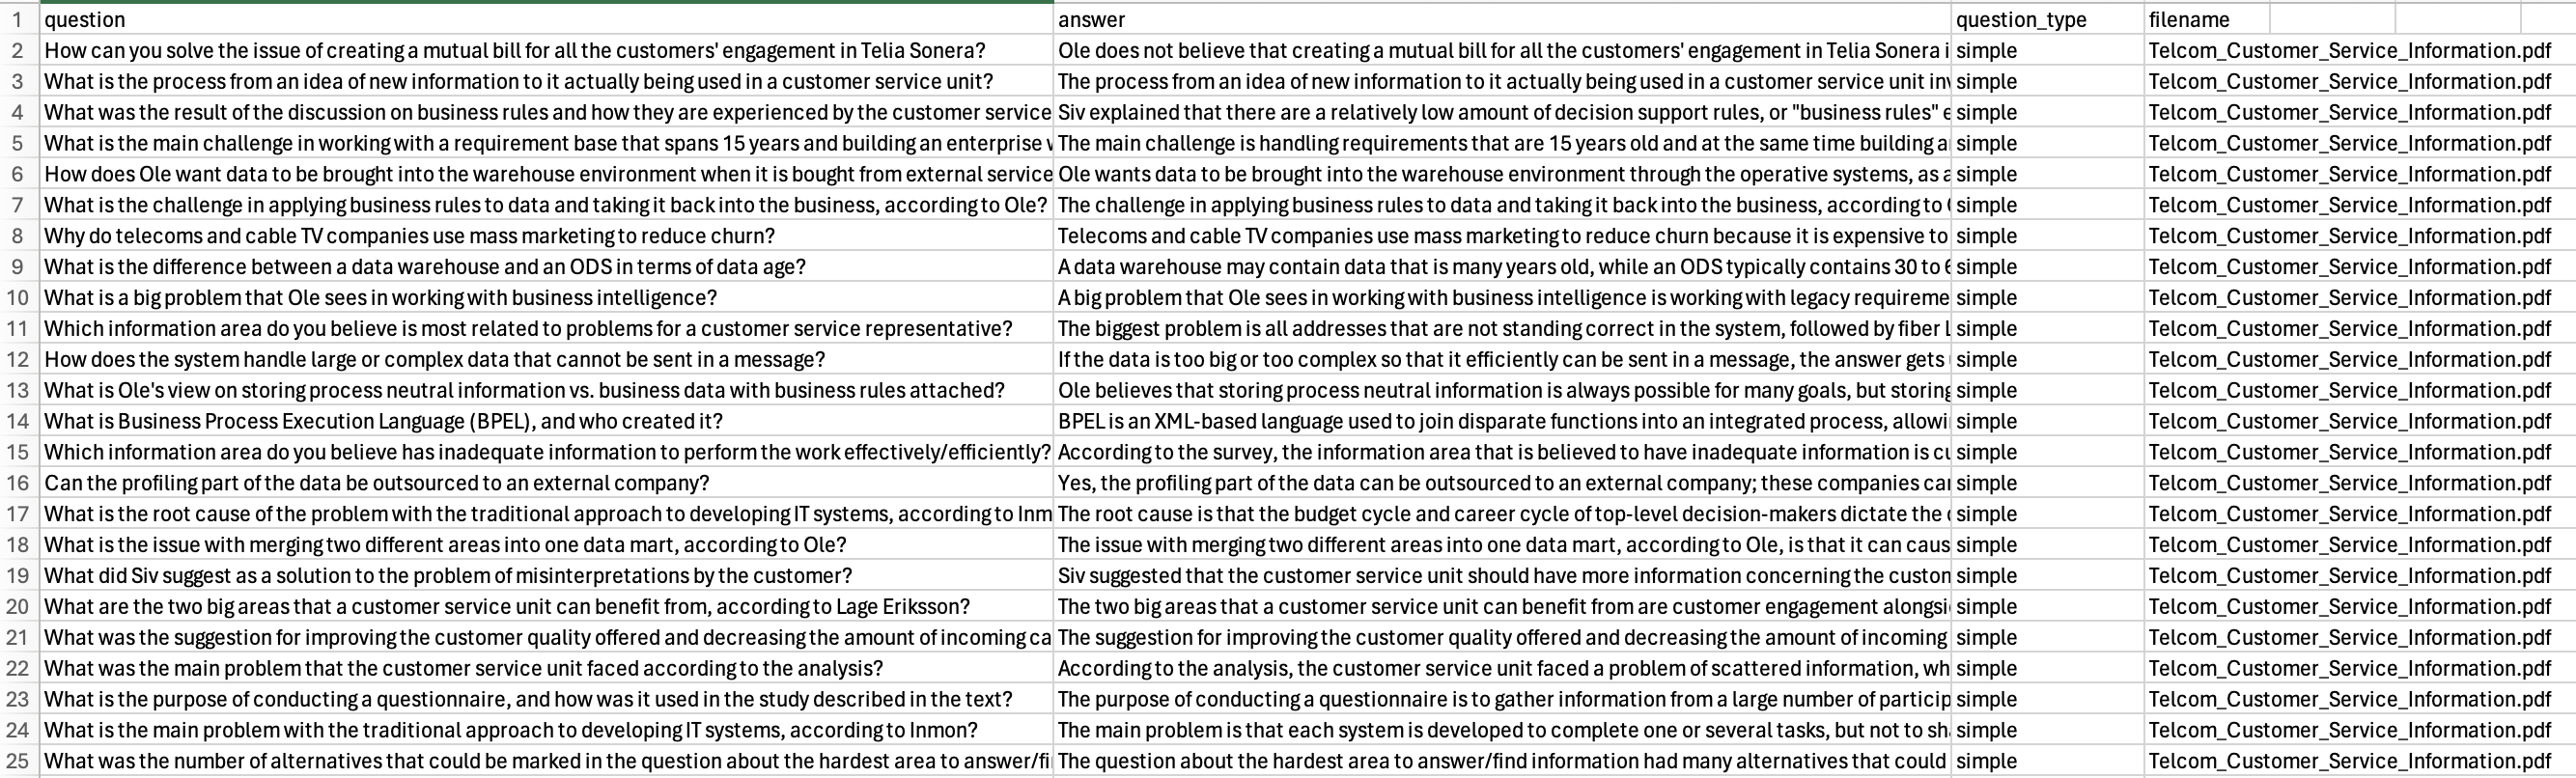 1 question answer question_type filename
2 How can you solve the issue of creating a mutual bill for all the customers' engagement in Telia Sonera? Ole does not believe that creating a mutual bill for all the customers' engagement in Telia Sonera i simple Telcom_Customer_Service_Information.pdf
3 What is the process from an idea of new information to it actually being used in a customer service unit? The process from an idea of new information to it actually being used in a customer service unit inv simple Telcom_Customer_Service_Information.pdf
4 What was the result of the discussion on business rules and how they are experienced by the customer service Siv explained that there are a relatively low amount of decision support rules, or "business rules" e simple Telcom_Customer_Service_Information.pdf
5 What is the main challenge in working with a requirement base that spans 15 years and building an enterprise w The main challenge is handling requirements that are 15 years old and at the same time building a simple Telcom_Customer_Service_Information.pdf
6 How does Ole want data to be brought into the warehouse environment when it is bought from external service Ole wants data to be brought into the warehouse environment through the operative systems, as a simple Telcom_Customer_Service_Information.pdf
7 What is the challenge in applying business rules to data and taking it back into the business, according to Ole? The challenge in applying business rules to data and taking it back into the business, according to simple Telcom_Customer_Service_Information.pdf
8 Why do telecoms and cable TV companies use mass marketing to reduce churn? Telecoms and cable TV companies use mass marketing to reduce churn because it is expensive to simple Telcom_Customer_Service_Information.pdf
9 What is the difference between a data warehouse and an ODS in terms of data age? A data warehouse may contain data that is many years old, while an ODS typically contains 30 to 6 simple Telcom_Customer_Service_Information.pdf
10 What is a big problem that Ole sees in working with business intelligence? A big problem that Ole sees in working with business intelligence is working with legacy requireme simple Telcom_Customer_Service_Information.pdf
11 Which information area do you believe is most related to problems for a customer service representative? The biggest problem is all addresses that are not standing correct in the system, followed by fiber L simple Telcom_Customer_Service_Information.pdf
12 How does the system handle large or complex data that cannot be sent in a message? If the data is too big or too complex so that it efficiently can be sent in a message, the answer gets simple Telcom_Customer_Service_Information.pdf
13 What is Ole's view on storing process neutral information vs. business data with business rules attached? Ole believes that storing process neutral information is always possible for many goals, but storing simple Telcom_Customer_Service_Information.pdf
14 What is Business Process Execution Language (BPEL), and who created it? BPEL is an XML-based language used to join disparate functions into an integrated process, allowi simple Telcom_Customer_Service_Information.pdf
15 Which information area do you believe has inadequate information to perform the work effectively/efficiently? According to the survey, the information area that is believed to have inadequate information is cu simple Telcom_Customer_Service_Information.pdf
16 Can the profiling part of the data be outsourced to an external company? Yes, the profiling part of the data can be outsourced to an external company; these companies can simple Telcom_Customer_Service_Information.pdf
17 What is the root cause of the problem with the traditional approach to developing IT systems, according to Inm The root cause is that the budget cycle and career cycle of top-level decision-makers dictate the simple Telcom_Customer_Service_Information.pdf
18 What is the issue with merging two different areas into one data mart, according to Ole? The issue with merging two different areas into one data mart, according to Ole, is that it can caus simple Telcom_Customer_Service_Information.pdf
19 What did Siv suggest as a solution to the problem of misinterpretations by the customer? Siv suggested that the customer service unit should have more information concerning the custom simple Telcom_Customer_Service_Information.pdf
20 What are the two big areas that a customer service unit can benefit from, according to Lage Eriksson? The two big areas that a customer service unit can benefit from are customer engagement alongsi simple Telcom_Customer_Service_Information.pdf
21 What was the suggestion for improving the customer quality offered and decreasing the amount of incoming ca The suggestion for improving the customer quality offered and decreasing the amount of incoming simple Telcom_Customer_Service_Information.pdf
22 What was the main problem that the customer service unit faced according to the analysis? According to the analysis, the customer service unit faced a problem of scattered information, wh simple Telcom_Customer_Service_Information.pdf
23 What is the purpose of conducting a questionnaire, and how was it used in the study described in the text? The purpose of conducting a questionnaire is to gather information from a large number of particip simple Telcom_Customer_Service_Information.pdf
24 What is the main problem with the traditional approach to developing IT systems, according to Inmon? The main problem is that each system is developed to complete one or several tasks, but not to sh simple Telcom_Customer_Service_Information.pdf
25 What was the number of alternatives that could be marked in the question about the hardest area to answer/fi The question about the hardest area to answer/find information had many alternatives that could simple Telcom_Customer_Service_Information.pdf